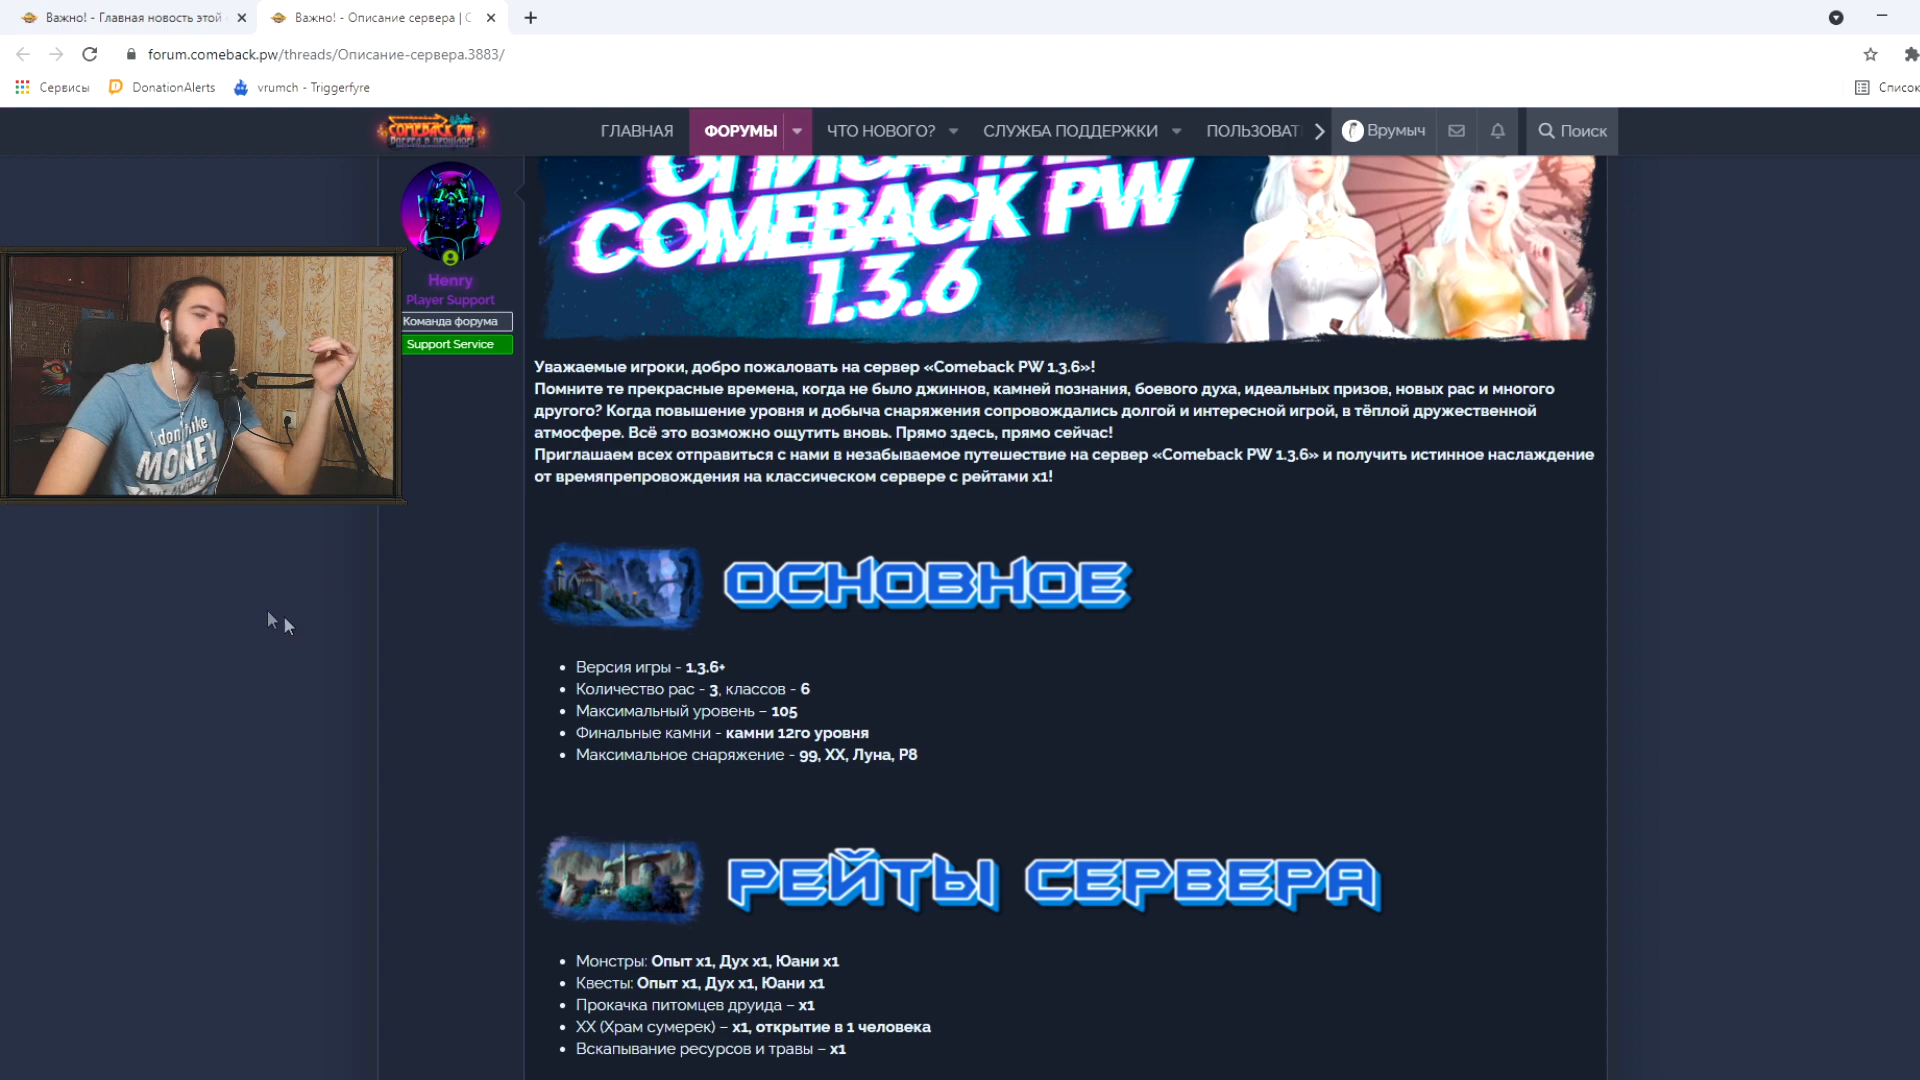 Важно! - Главная новость этой
Важно! - Описание сервера | C
forum.comeback.pw/threads/Описание-сервера.3883/
Сервисы
DonationAlerts
vrumch - Triggerfyre
Список
COMEBACK PW
ГЛАВНАЯ
ФОРУМЫ
ЧТО НОВОГО?
СЛУЖБА ПОДДЕРЖКИ
ПОЛЬЗОВАТ
Врумыч
Поиск
ОПИСАНИЕ
COMEBACK PW
1.3.6
Henry
Player Support
Команда форума
Support Service
I don't like
MONEY
Уважаемые игроки, добро пожаловать на сервер «Comeback PW 1.3.6»!
Помните те прекрасные времена, когда не было джиннов, камней познания, боевого духа, идеальных призов, новых рас и многого
другого? Когда повышение уровня и добыча снаряжения сопровождались долгой и интересной игрой, в тёплой дружественной
атмосфере. Всё это возможно ощутить вновь. Прямо здесь, прямо сейчас!
Приглашаем всех отправиться с нами в незабываемое путешествие на сервер «Comeback PW 1.3.6» и получить истинное наслаждение
от времяпрепровождения на классическом сервере с рейтами x1!
ОСНОВНОЕ
• Версия игры - 1.3.6+
• Количество рас - 3, классов - 6
• Максимальный уровень – 105
• Финальные камни - камни 12го уровня
• Максимальное снаряжение - 99, ХХ, Луна, Р8
РЕЙТЫ СЕРВЕРА
• Монстры: Опыт x1, Дух x1, Юани x1
• Квесты: Опыт x1, Дух x1, Юани x1
• Прокачка питомцев друида – x1
• ХХ (Храм сумерек) – x1, открытие в 1 человека
• Вскапывание ресурсов и травы – x1